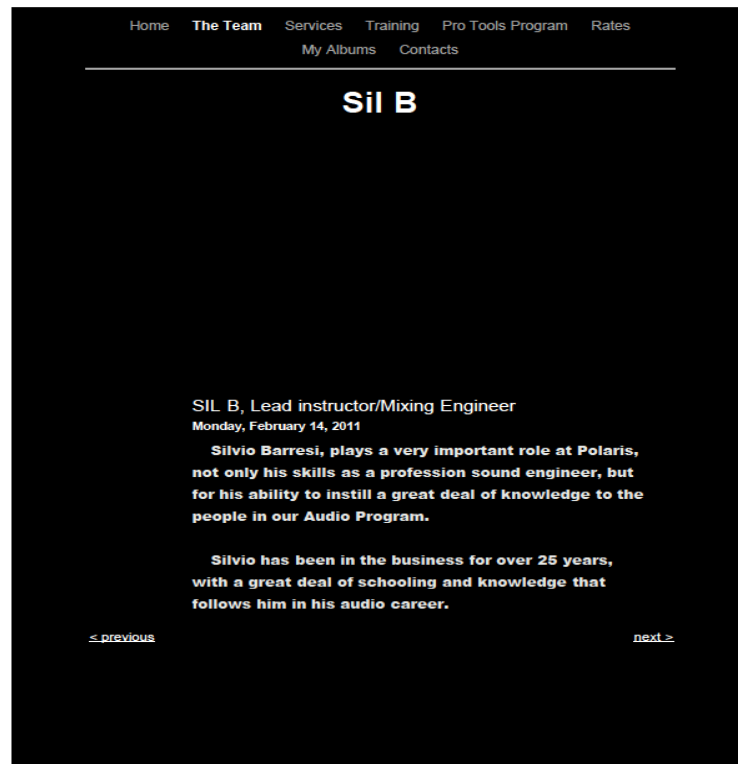 Home The Team Services Training Pro Tools Program Rates
My Albums Contacts
Sil B
SIL B, Lead instructor/Mixing Engineer
Monday, February 14, 2011
Silvio Barresi, plays a very important role at Polaris,
not only his skills as a profession sound engineer, but
for his ability to instill a great deal of knowledge to the
people in our Audio Program.
Silvio has been in the business for over 25 years,
with a great deal of schooling and knowledge that
follows him in his audio career.
< previous next >